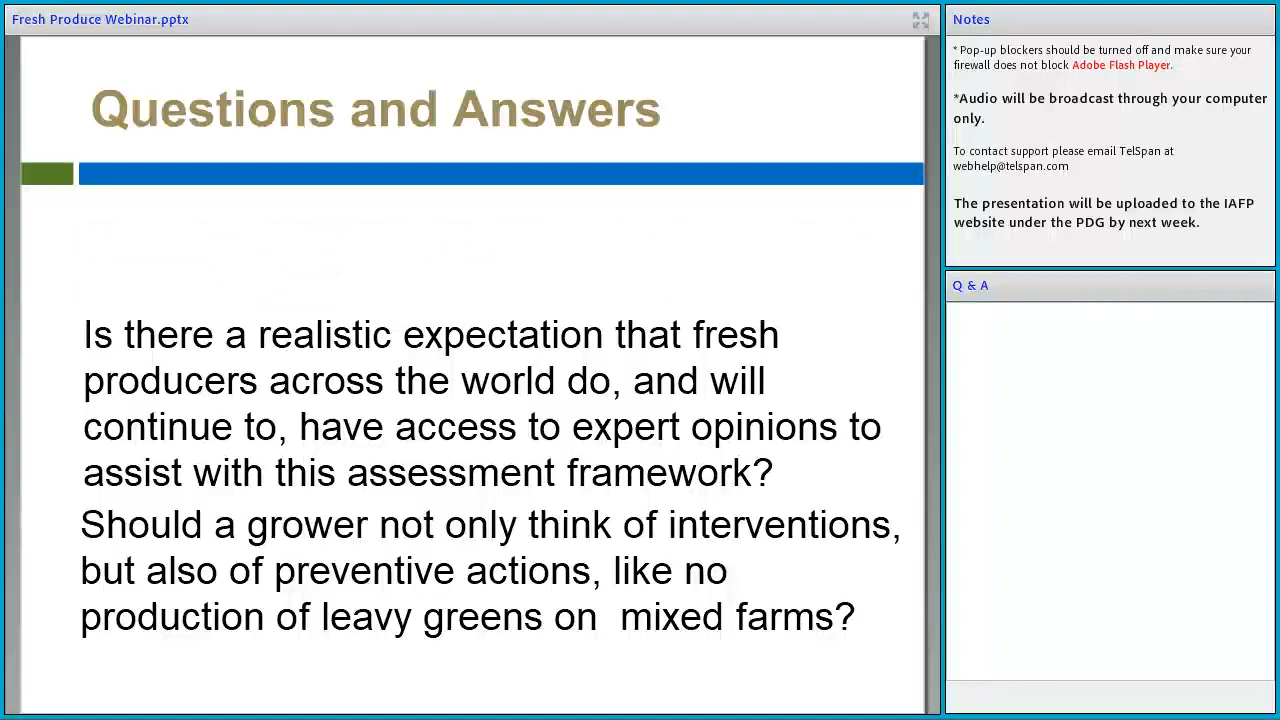 Fresh Produce Webinar.pptx
Questions and Answers
Is there a realistic expectation that fresh
producers across the world do, and will
continue to, have access to expert opinions to
assist with this assessment framework?
Should a grower not only think of interventions,
but also of preventive actions, like no
production of leavy greens on  mixed farms?
Notes
* Pop-up blockers should be turned off and make sure your
firewall does not block Adobe Flash Player.
*Audio will be broadcast through your computer
only.
To contact support please email TelSpan at
webhelp@telspan.com
The presentation will be uploaded to the IAFP
website under the PDG by next week.
Q & A